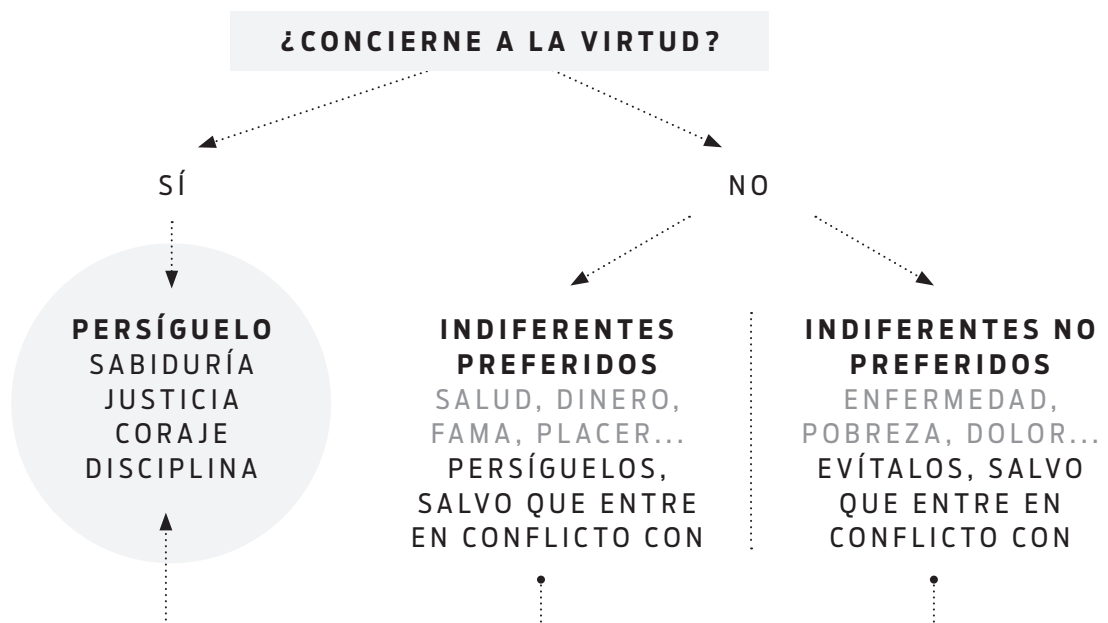 ¿CONCIERNE A LA VIRTUD?
SÍ
NO
PERSÍGUELO
SABIDURÍA
JUSTICIA
CORAJE
DISCIPLINA
INDIFERENTES
PREFERIDOS
SALUD, DINERO,
FAMA, PLACER...
PERSÍGUELOS,
SALVO QUE ENTRE
EN CONFLICTO CON
INDIFERENTES NO
PREFERIDOS
ENFERMEDAD,
POBREZA, DOLOR...
EVÍTALOS, SALVO
QUE ENTRE EN
CONFLICTO CON